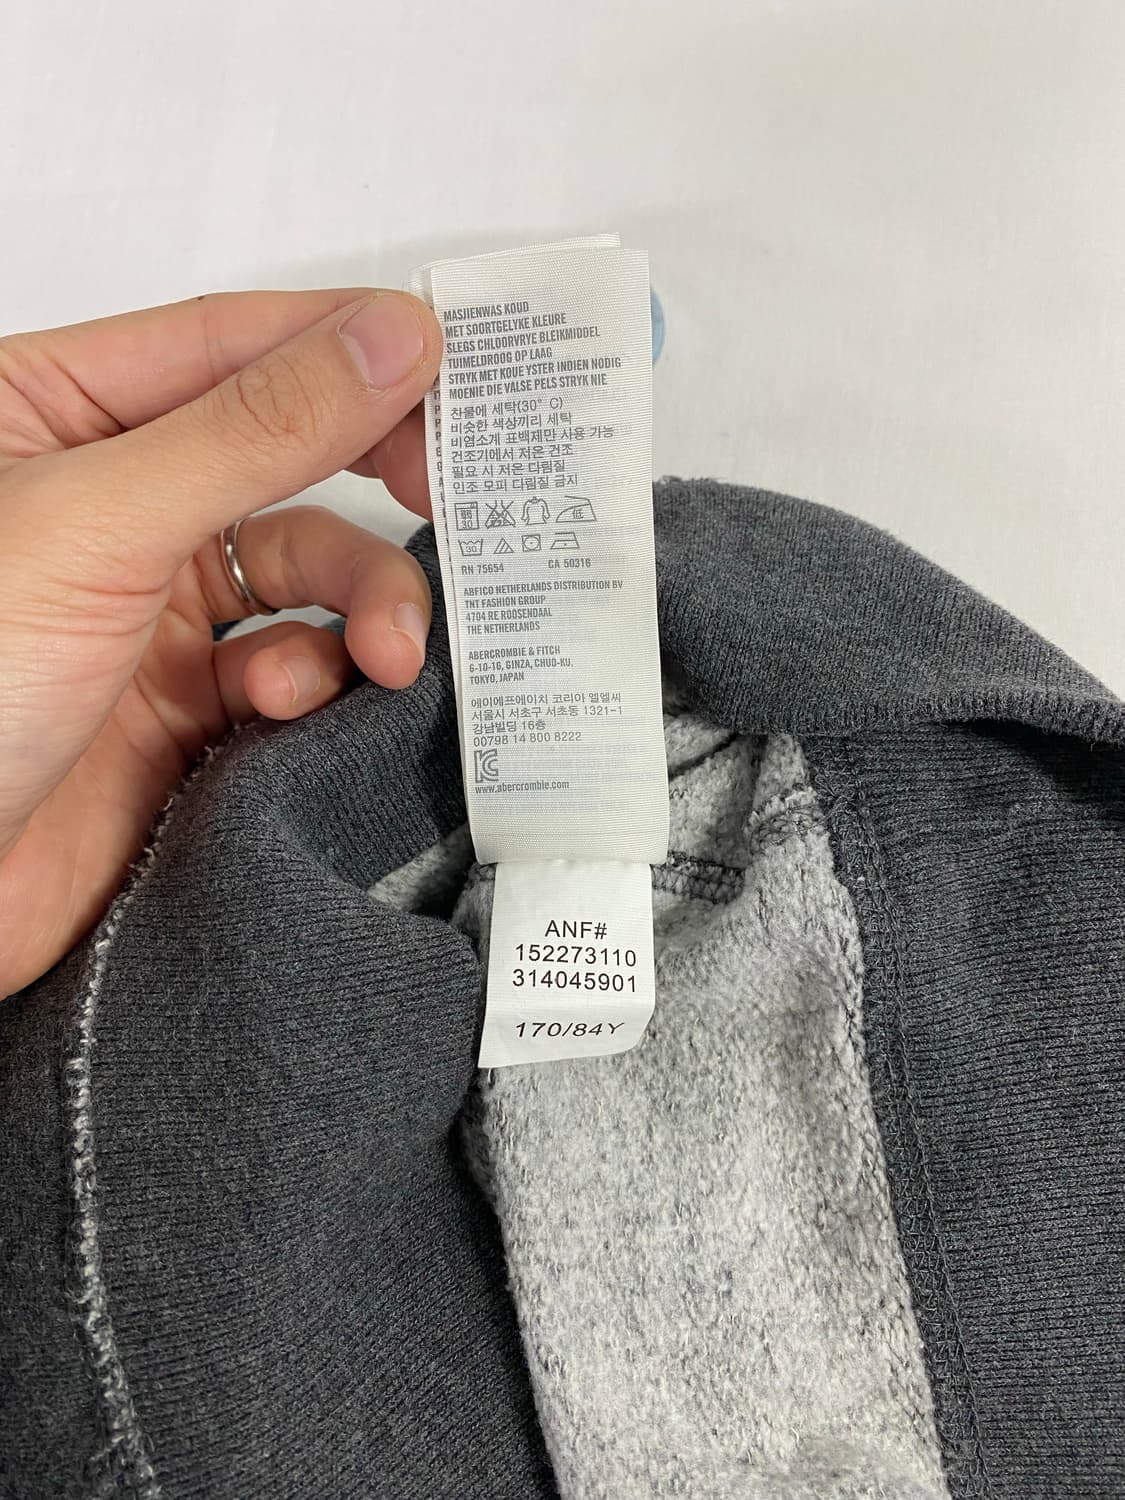 MASJIENWAS KOUD
MET SOORTGELYKE KLEURE
SLEGS CHLOORVRYE BLEIKMIDDEL
TUIMELDROOG OP LAAG
STRYK MET KOUE YSTER INDIEN NODIG
MOENIE DIE VALSE PELS STRYK NIE
찬물에 세탁(30° C)
비슷한 색상끼리 세탁
비염소계 표백제만 사용 가능
건조기에서 저온 건조
필요 시 저온 다림질
인조 모피 다림질 금지
30 低
30
RN 75654 CA 50316
ABFICO NETHERLANDS DISTRIBUTION BV
TNT FASHION GROUP
4704 RE ROOSENDAAL
THE NETHERLANDS
ABERCROMBIE & FITCH
6-10-16, GINZA, CHUO-KU,
TOKYO, JAPAN
에이에프에이치 코리아 엘엘씨
서울시 서초구 서초동 1321-1
강남빌딩 16층
00798 14 800 8222
www.abercrombie.com
ANF#
152273110
314045901
170/84Y